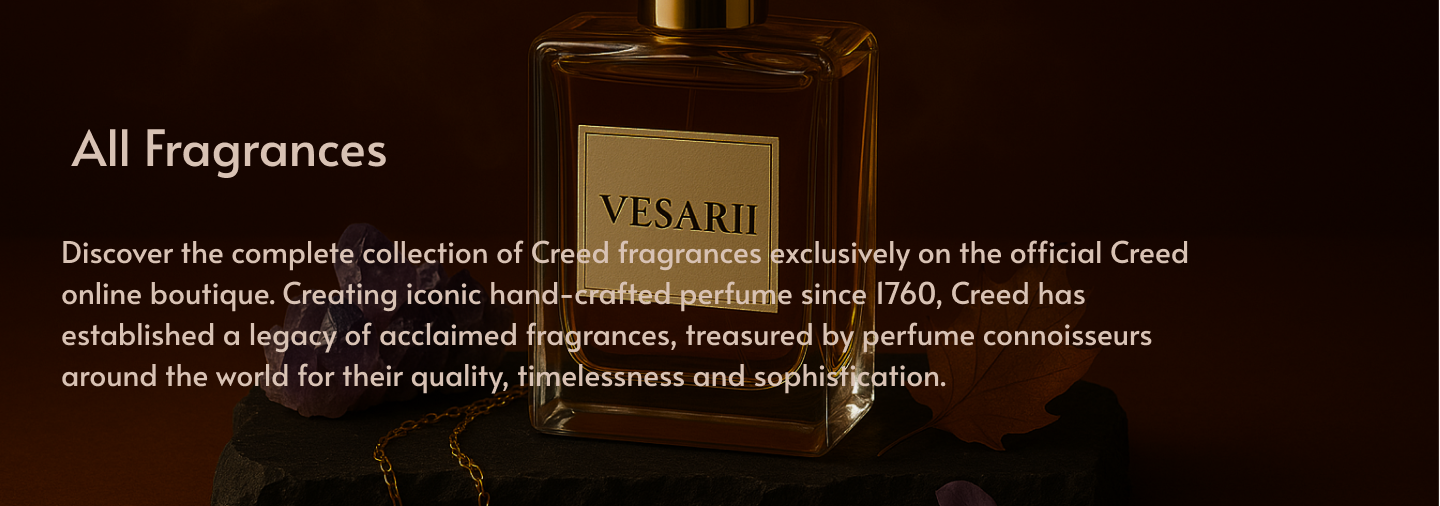 All Fragrances
VESARII
Discover the complete collection of Creed fragrances exclusively on the official Creed
online boutique. Creating iconic hand-crafted perfume since 1760, Creed has
established a legacy of acclaimed fragrances, treasured by perfume connoisseurs
around the world for their quality, timelessness and sophistication.